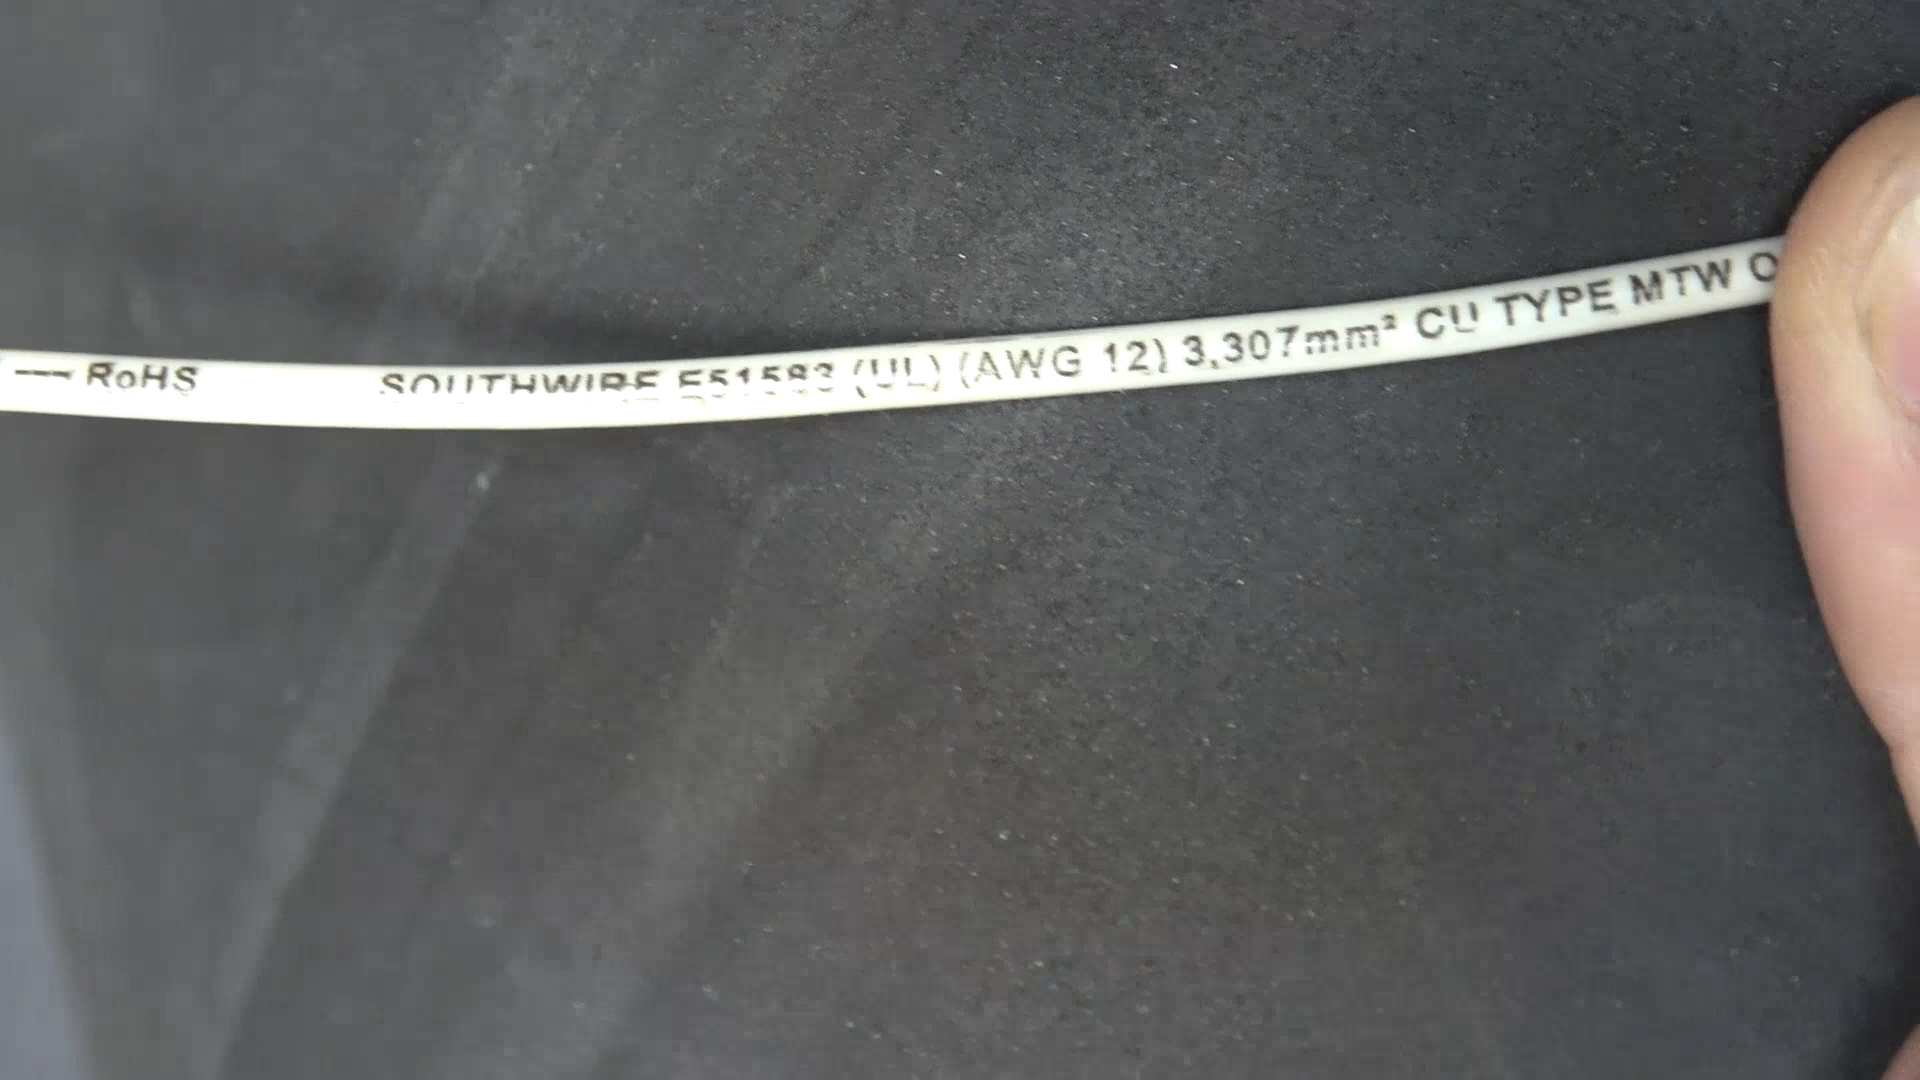 — RoHS SOUTHWIRE E51583 (UL) (AWG 12) 3,307mm² CU TYPE MTW O